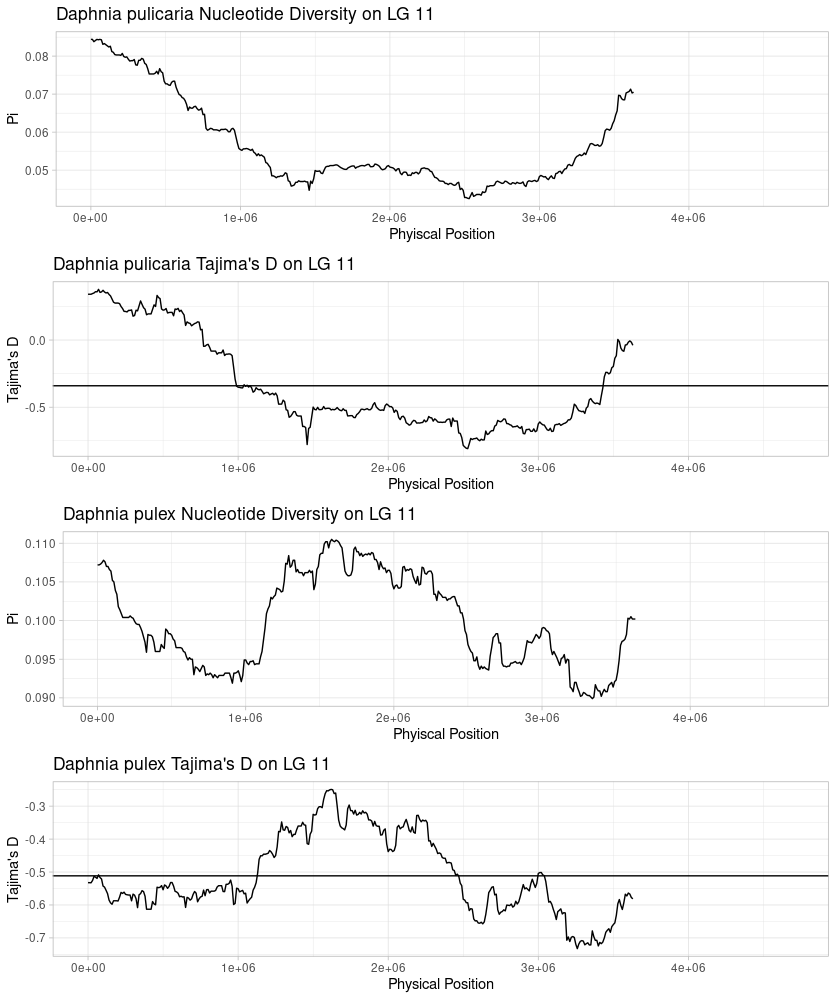 Daphnia pulicaria Nucleotide Diversity on LG 11
0.08
0.07
0.06
0.05
Pi
0e+00 1e+06 2e+06 3e+06 4e+06
Phyiscal Position
Daphnia pulicaria Tajima's D on LG 11
0.0
-0.5
Tajima's D
0e+00 1e+06 2e+06 3e+06 4e+06
Phyiscal Position
Daphnia pulex Nucleotide Diversity on LG 11
0.110
0.105
0.100
0.095
0.090
Pi
0e+00 1e+06 2e+06 3e+06 4e+06
Phyiscal Position
Daphnia pulex Tajima's D on LG 11
-0.3
-0.4
-0.5
-0.6
-0.7
Tajima's D
0e+00 1e+06 2e+06 3e+06 4e+06
Phyiscal Position